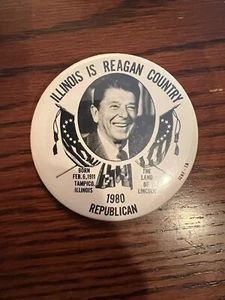 ILLINOIS IS REAGAN COUNTRY
BORN
FEB. 6, 1911
TAMPICO,
ILLINOIS
THE
LAND
OF
LINCOLN
1980
REPUBLICAN